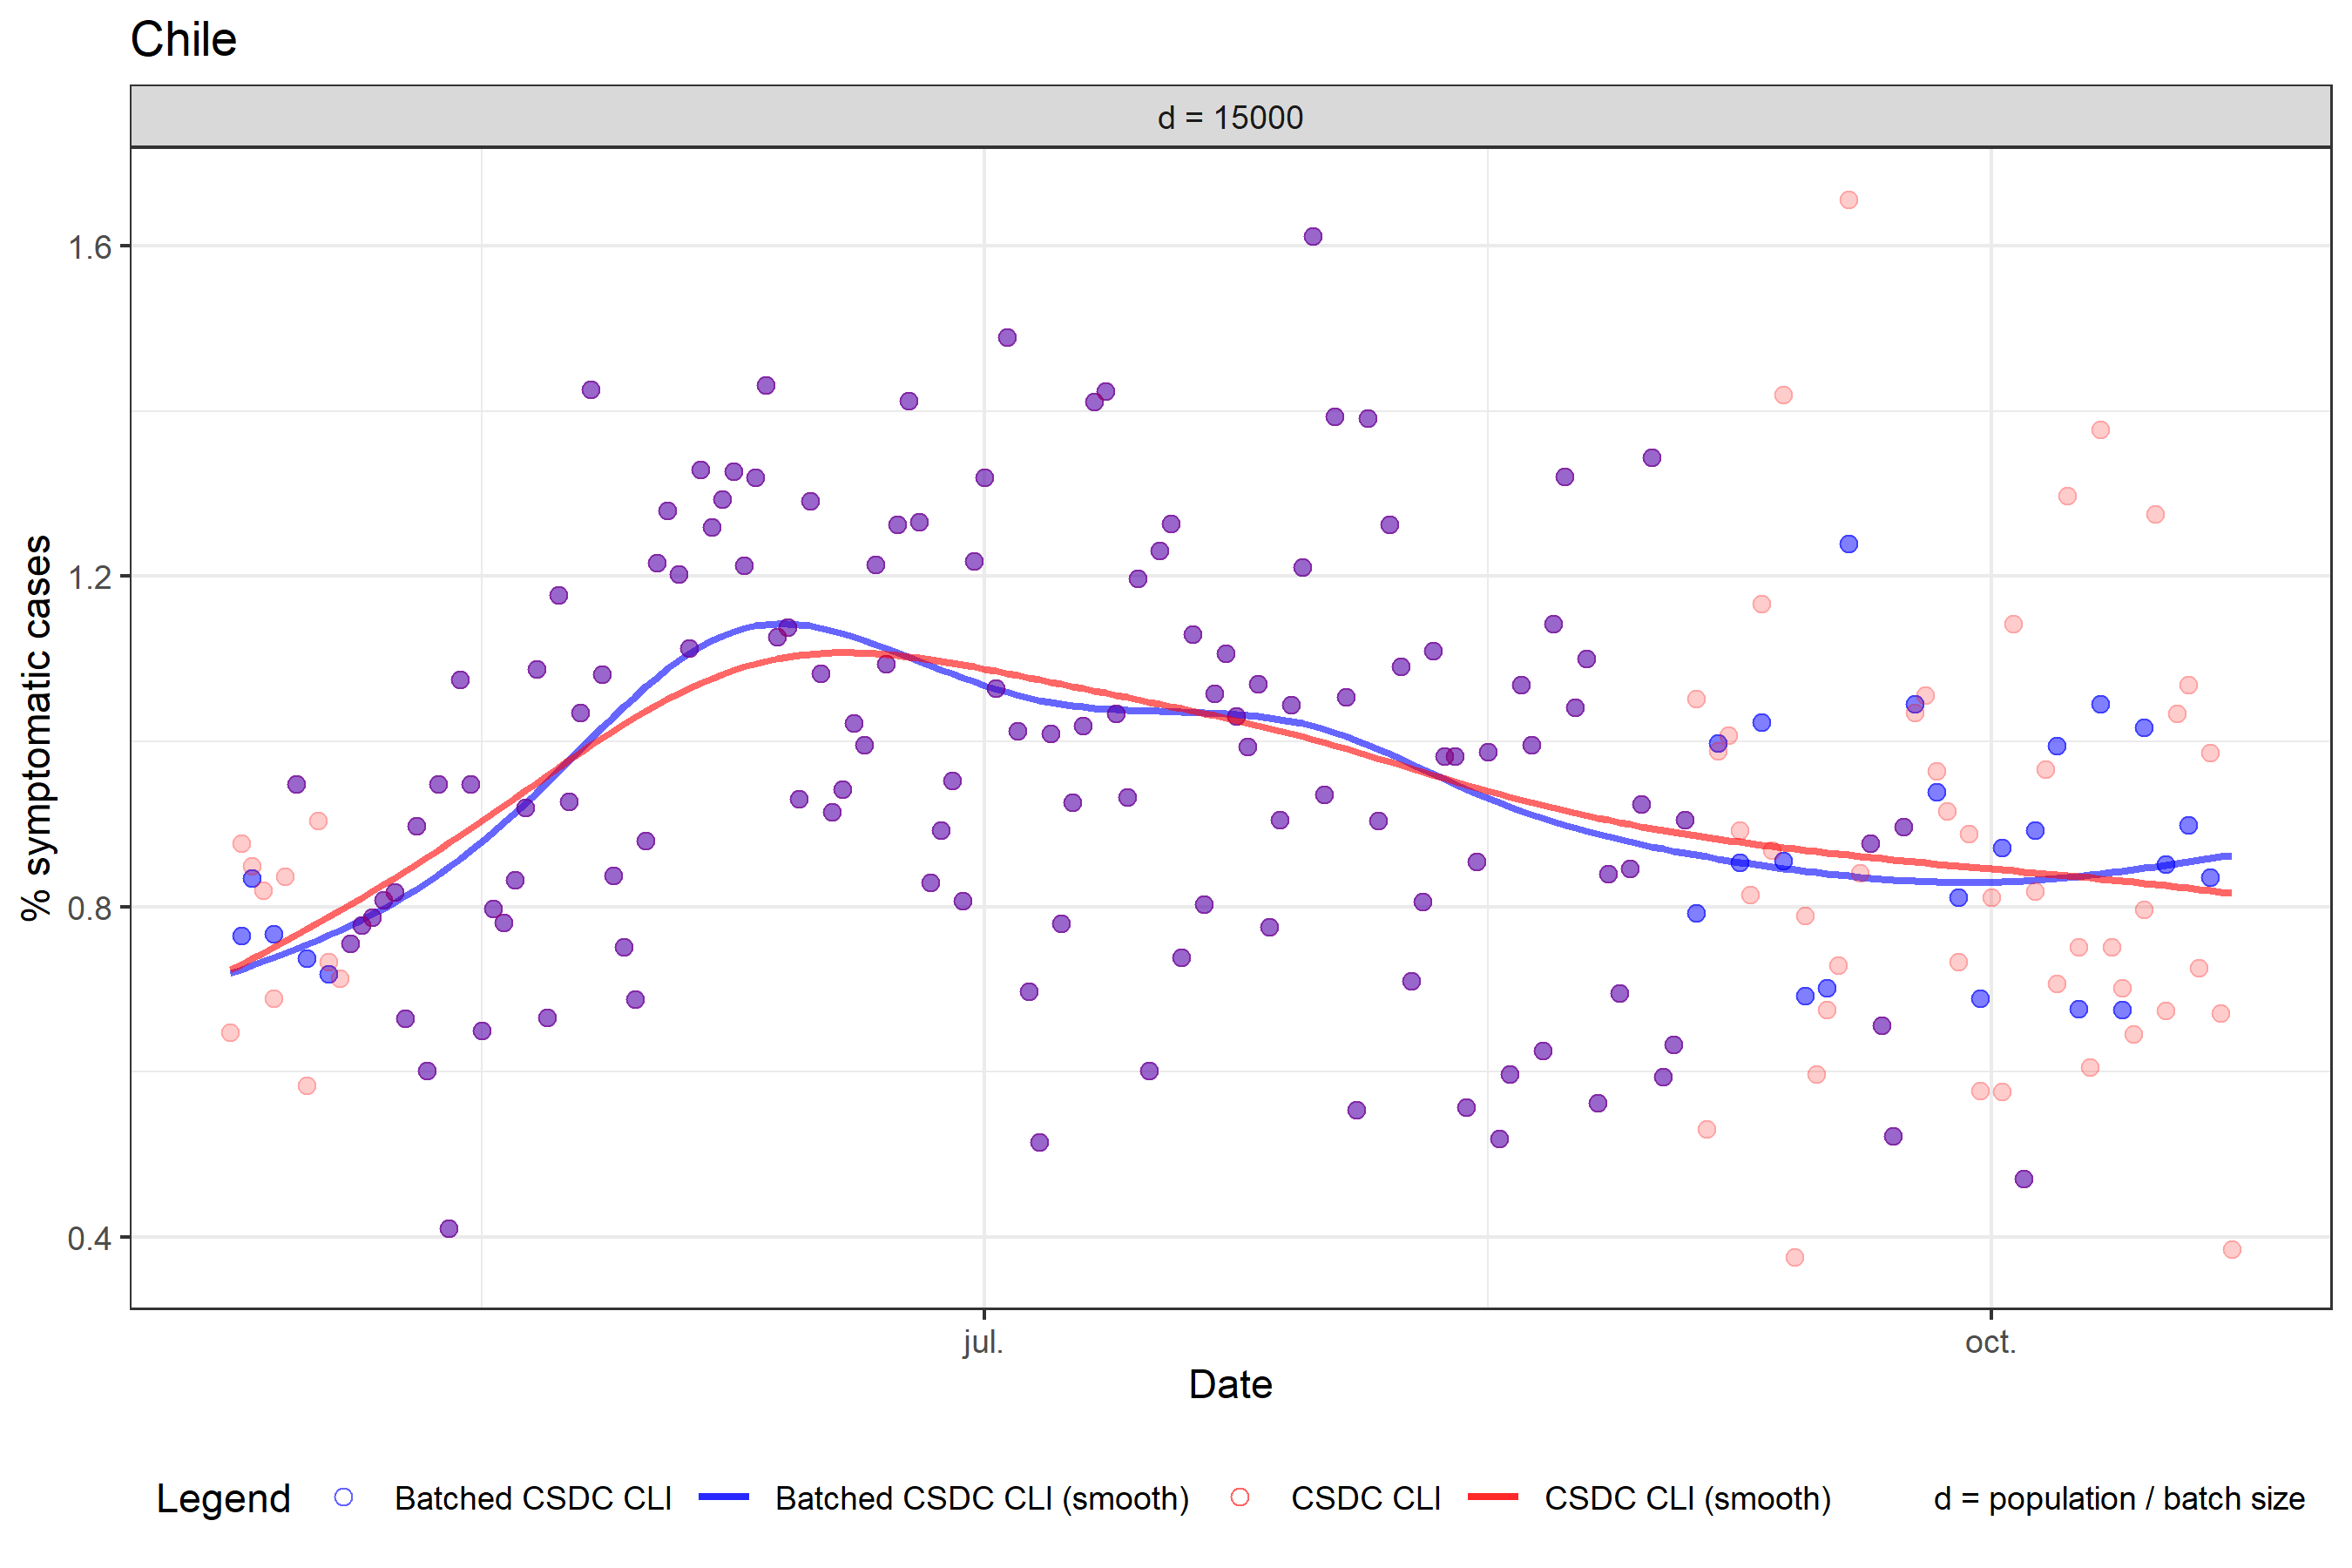 Chile
d = 15000
% symptomatic cases
1.6
1.2
0.8
0.4
jul.
oct.
Date
Legend
Batched CSDC CLI
Batched CSDC CLI (smooth)
CSDC CLI
CSDC CLI (smooth)
d = population / batch size